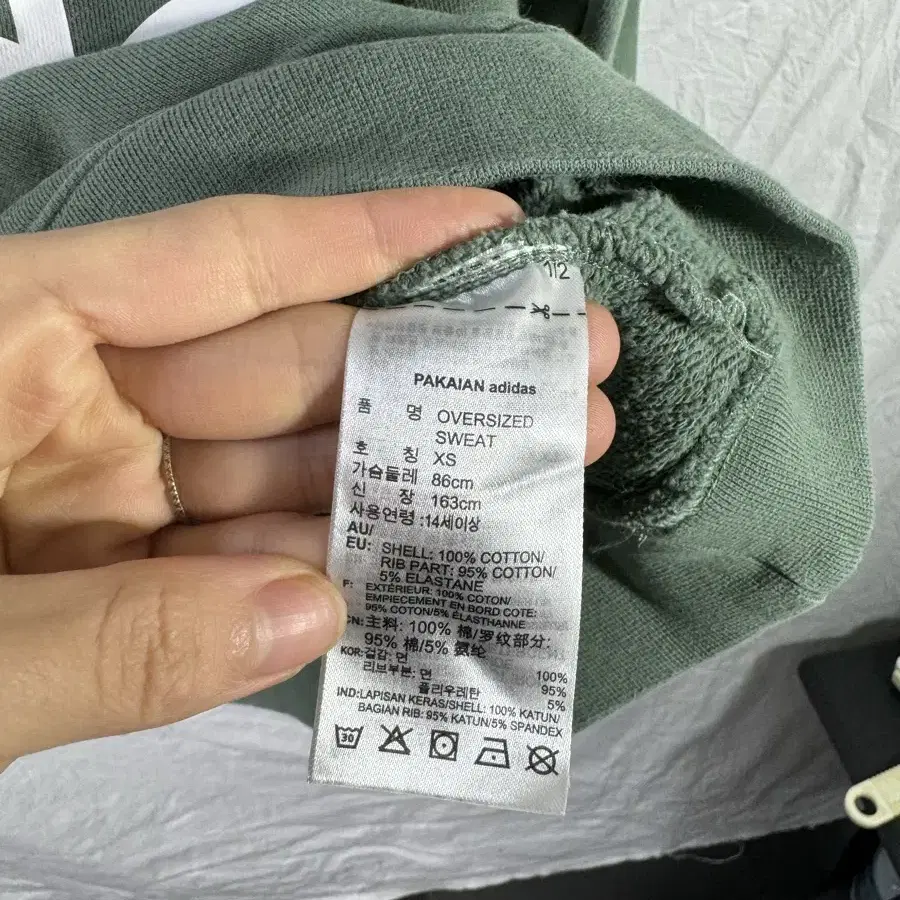 1/2
PAKAIAN adidas
품 명 OVERSIZED
SWEAT
호 칭 XS
가슴둘레 86cm
신 장 163cm
사용연령 :14세이상
AU/
EU: SHELL: 100% COTTON/
RIB PART: 95% COTTON/
5% ELASTANE
F: EXTÉRIEUR: 100% COTON/
EMPIECEMENT EN BORD COTE:
95% COTON/5% ÉLASTHANNE
CN: 主料: 100% 棉/罗纹部分:
95% 棉/5% 氨纶
KOR: 겉감: 면 100%
리브부분: 면 95%
폴리우레탄 5%
IND: LAPISAN KERAS/SHELL: 100% KATUN/
BAGIAN RIB: 95% KATUN/5% SPANDEX
30